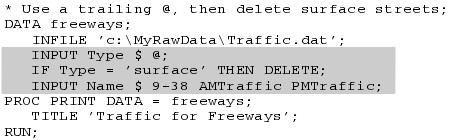 * Use a trailing @, then delete surface streets;
DATA freeways;
INFILE 'c:\MyRawData\Traffic.dat';
INPUT Type $ @;
IF Type = 'surface' THEN DELETE;
INPUT Name $ 9-38 AMTraffic PMTraffic;
PROC PRINT DATA = freeways;
TITLE 'Traffic for Freeways';
RUN;